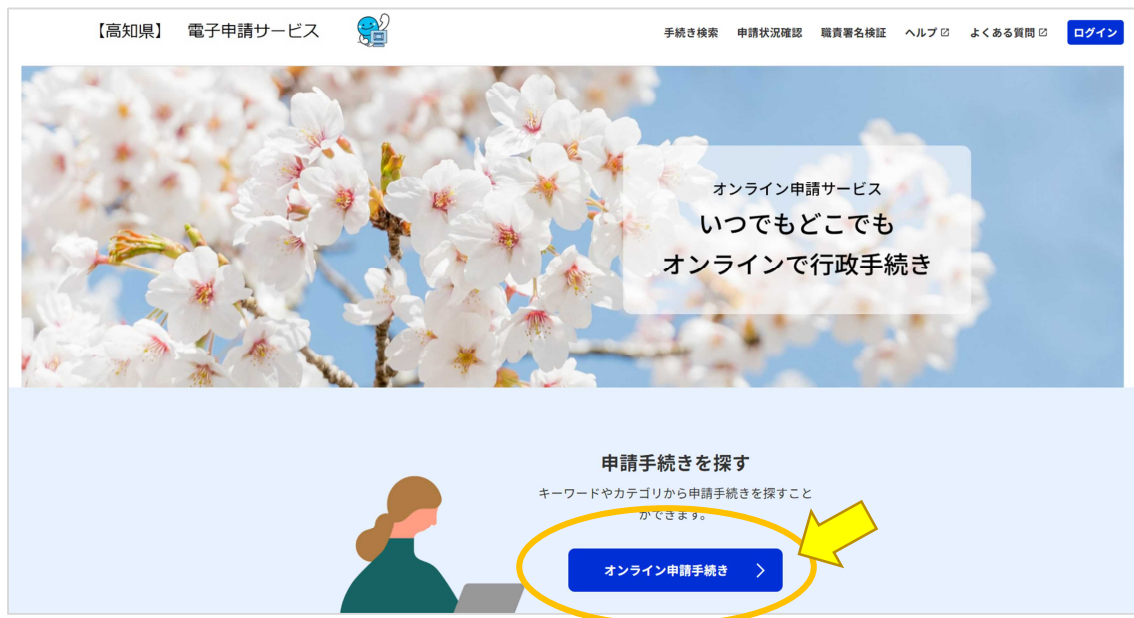 【高知県】 電子申請サービス
手続き検索 申請状況確認 職責署名検証 ヘルプ よくある質問 ログイン
オンライン申請サービス
いつでもどこでも
オンラインで行政手続き
申請手続きを探す
キーワードやカテゴリから申請手続きを探すこと
ができます。
オンライン申請手続き